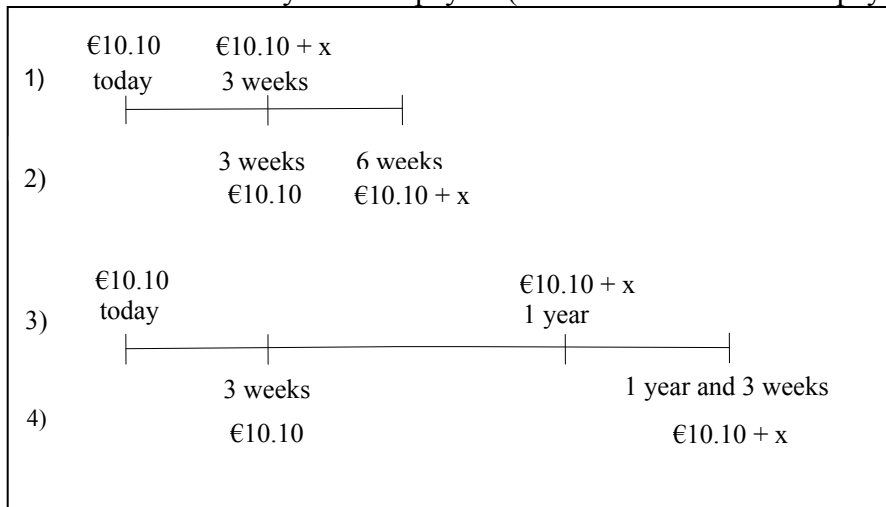 €10.10 €10.10 + x
1) today 3 weeks
3 weeks 6 weeks
2) €10.10 €10.10 + x
€10.10 €10.10 + x
today 1 year
3)
3 weeks 1 year and 3 weeks
4) €10.10 €10.10 + x